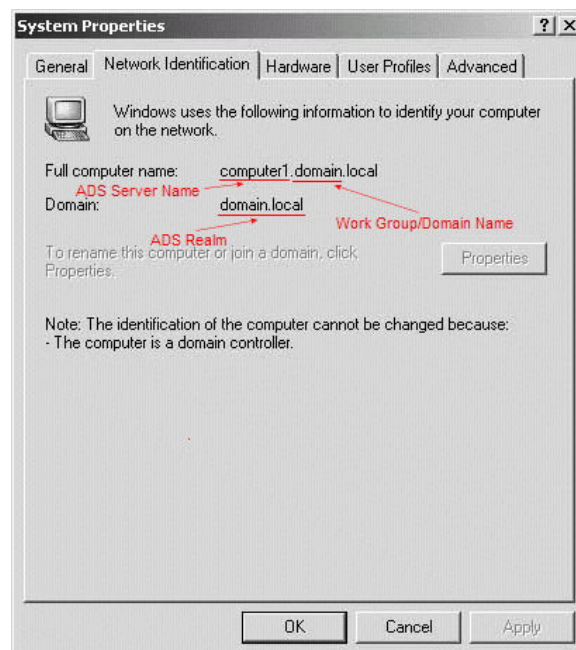 System Properties
? ×
General Network Identification Hardware User Profiles Advanced
Windows uses the following information to identify your computer
on the network.
Full computer name: computer1.domain.local
ADS Server Name
Domain: domain.local
Work Group/Domain Name
ADS Realm
To rename this computer or join a domain, click
Properties.
Properties
Note: The identification of the computer cannot be changed because:
- The computer is a domain controller.
OK Cancel Apply